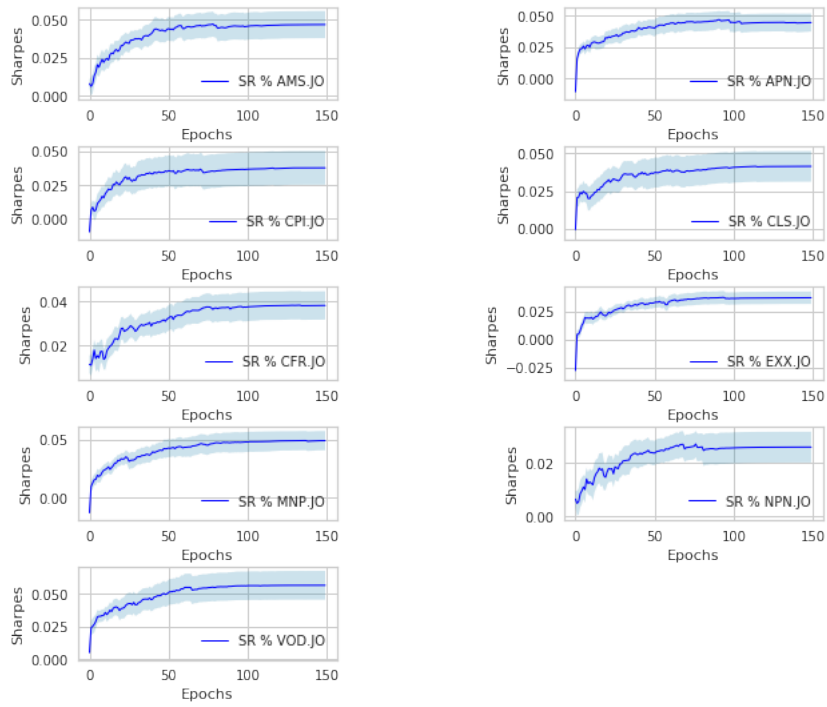 0.050
0.025
0.000
Sharpes
SR % AMS.JO
0 50 100 150
Epochs
0.050
0.025
0.000
Sharpes
SR % APN.JO
0 50 100 150
Epochs
0.050
0.025
0.000
Sharpes
SR % CPI.JO
0 50 100 150
Epochs
0.050
0.025
0.000
Sharpes
SR % CLS.JO
0 50 100 150
Epochs
0.04
0.02
Sharpes
SR % CFR.JO
0 50 100 150
Epochs
0.025
0.000
−0.025
Sharpes
SR % EXX.JO
0 50 100 150
Epochs
0.05
0.00
Sharpes
SR % MNP.JO
0 50 100 150
Epochs
0.02
0.00
Sharpes
SR % NPN.JO
0 50 100 150
Epochs
0.050
0.025
0.000
Sharpes
SR % VOD.JO
0 50 100 150
Epochs